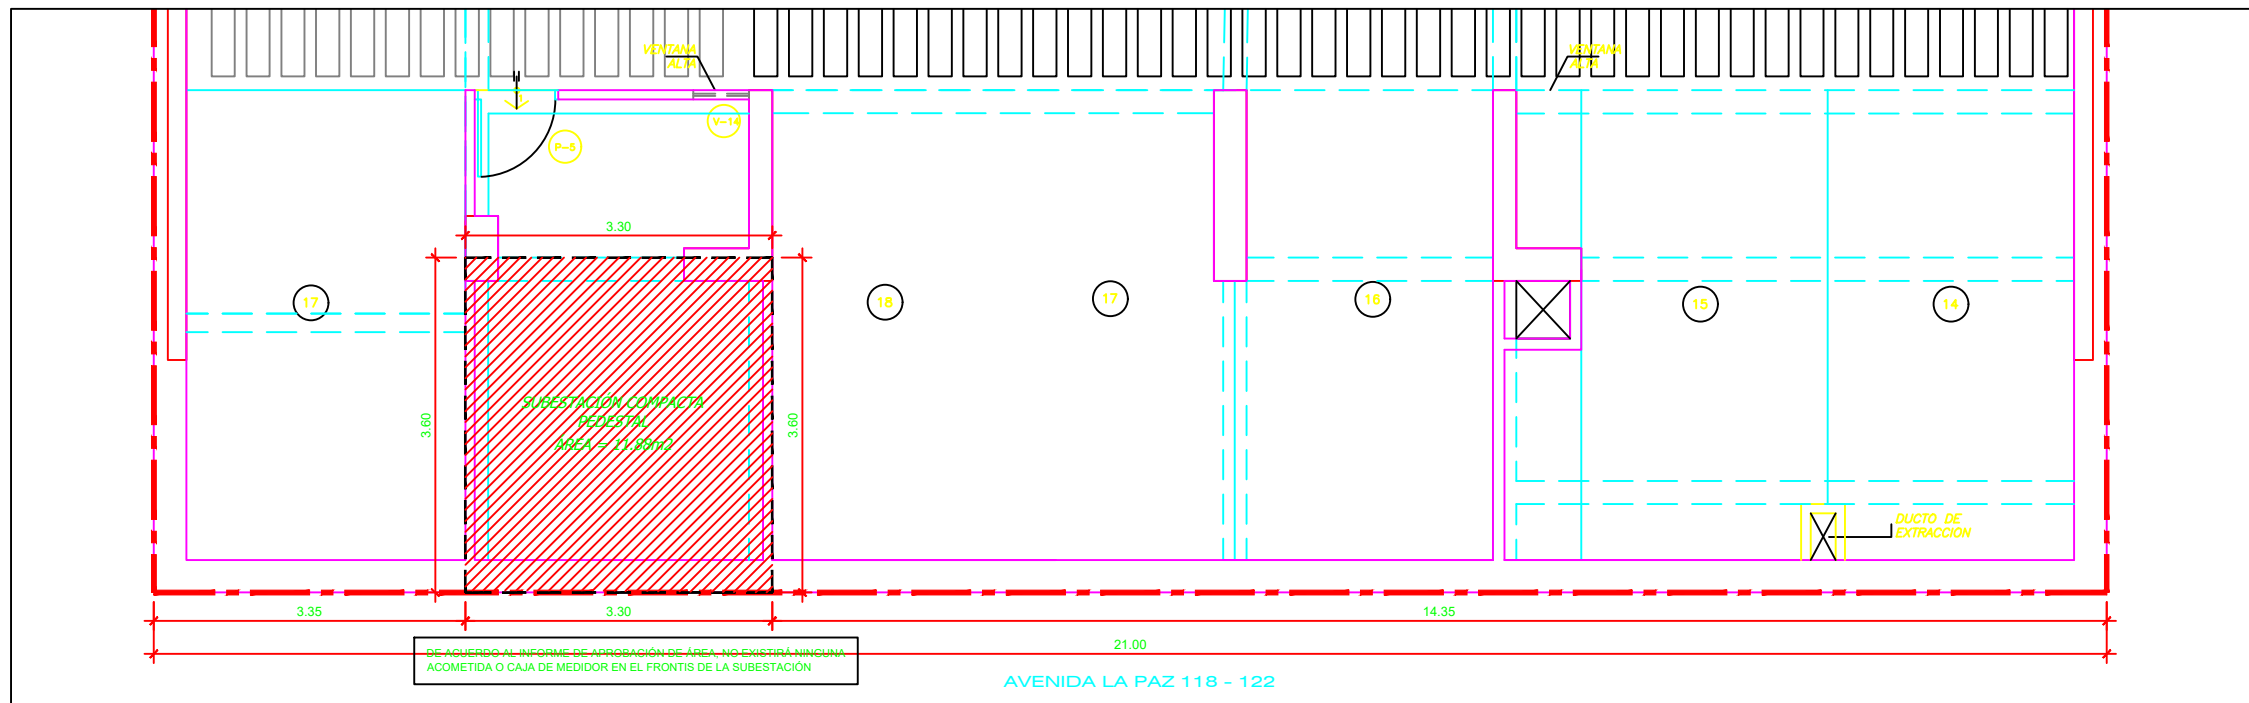 VENTANA
ALTA
VENTANA
ALTA
V-14
P-8
3.30
17
18
17
16
15
14
3.60
3.60
SUBESTACIÓN COMPACTA
PEDESTAL
AREA = 11.88m2
DUCTO DE
EXTRACCION
3.35
3.30
14.35
21.00
DE ACUERDO AL INFORME DE APROBACIÓN DE ÁREA, NO EXISTIRÁ NINGUNA
ACOMETIDA O CAJA DE MEDIDOR EN EL FRONTIS DE LA SUBESTACIÓN
AVENIDA LA PAZ 118 - 122